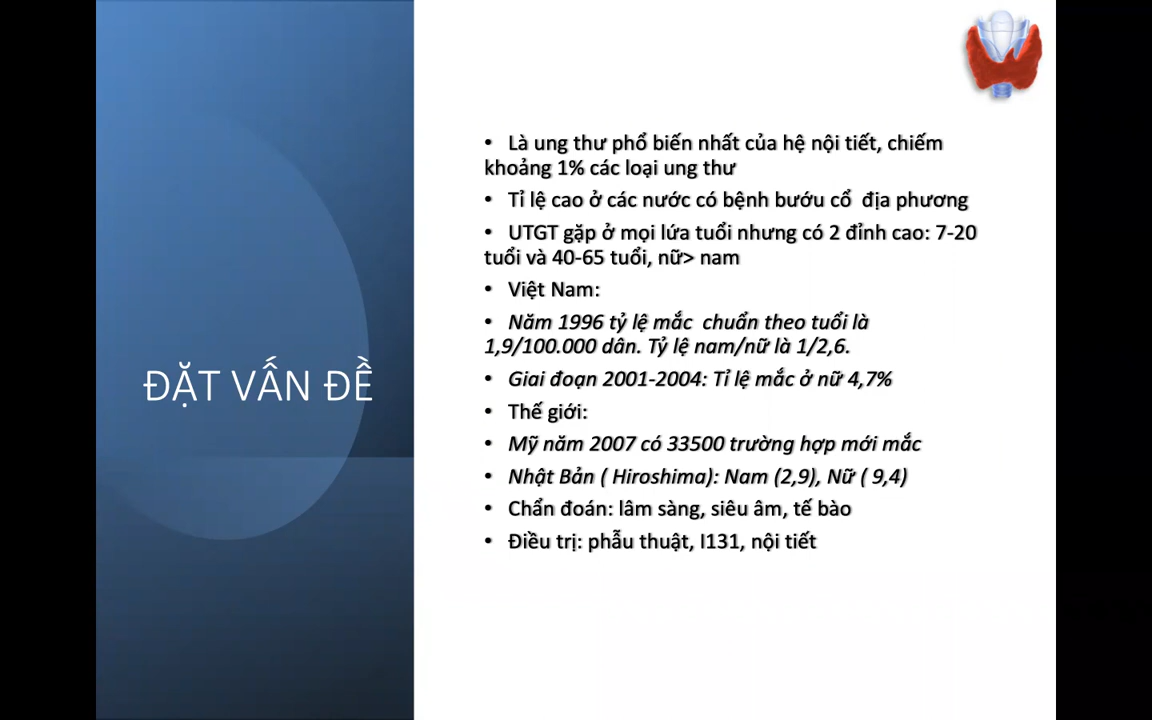 ĐẶT VẤN ĐỀ
• Là ung thư phổ biến nhất của hệ nội tiết, chiếm
khoảng 1% các loại ung thư
• Tỉ lệ cao ở các nước có bệnh bướu cổ địa phương
• UTGT gặp ở mọi lứa tuổi nhưng có 2 đỉnh cao: 7-20
tuổi và 40-65 tuổi, nữ> nam
• Việt Nam:
• Năm 1996 tỷ lệ mắc chuẩn theo tuổi là
1,9/100.000 dân. Tỷ lệ nam/nữ là 1/2,6.
• Giai đoạn 2001-2004: Tỉ lệ mắc ở nữ 4,7%
• Thế giới:
• Mỹ năm 2007 có 33500 trường hợp mới mắc
• Nhật Bản ( Hiroshima): Nam (2,9), Nữ ( 9,4)
• Chẩn đoán: lâm sàng, siêu âm, tế bào
• Điều trị: phẫu thuật, I131, nội tiết